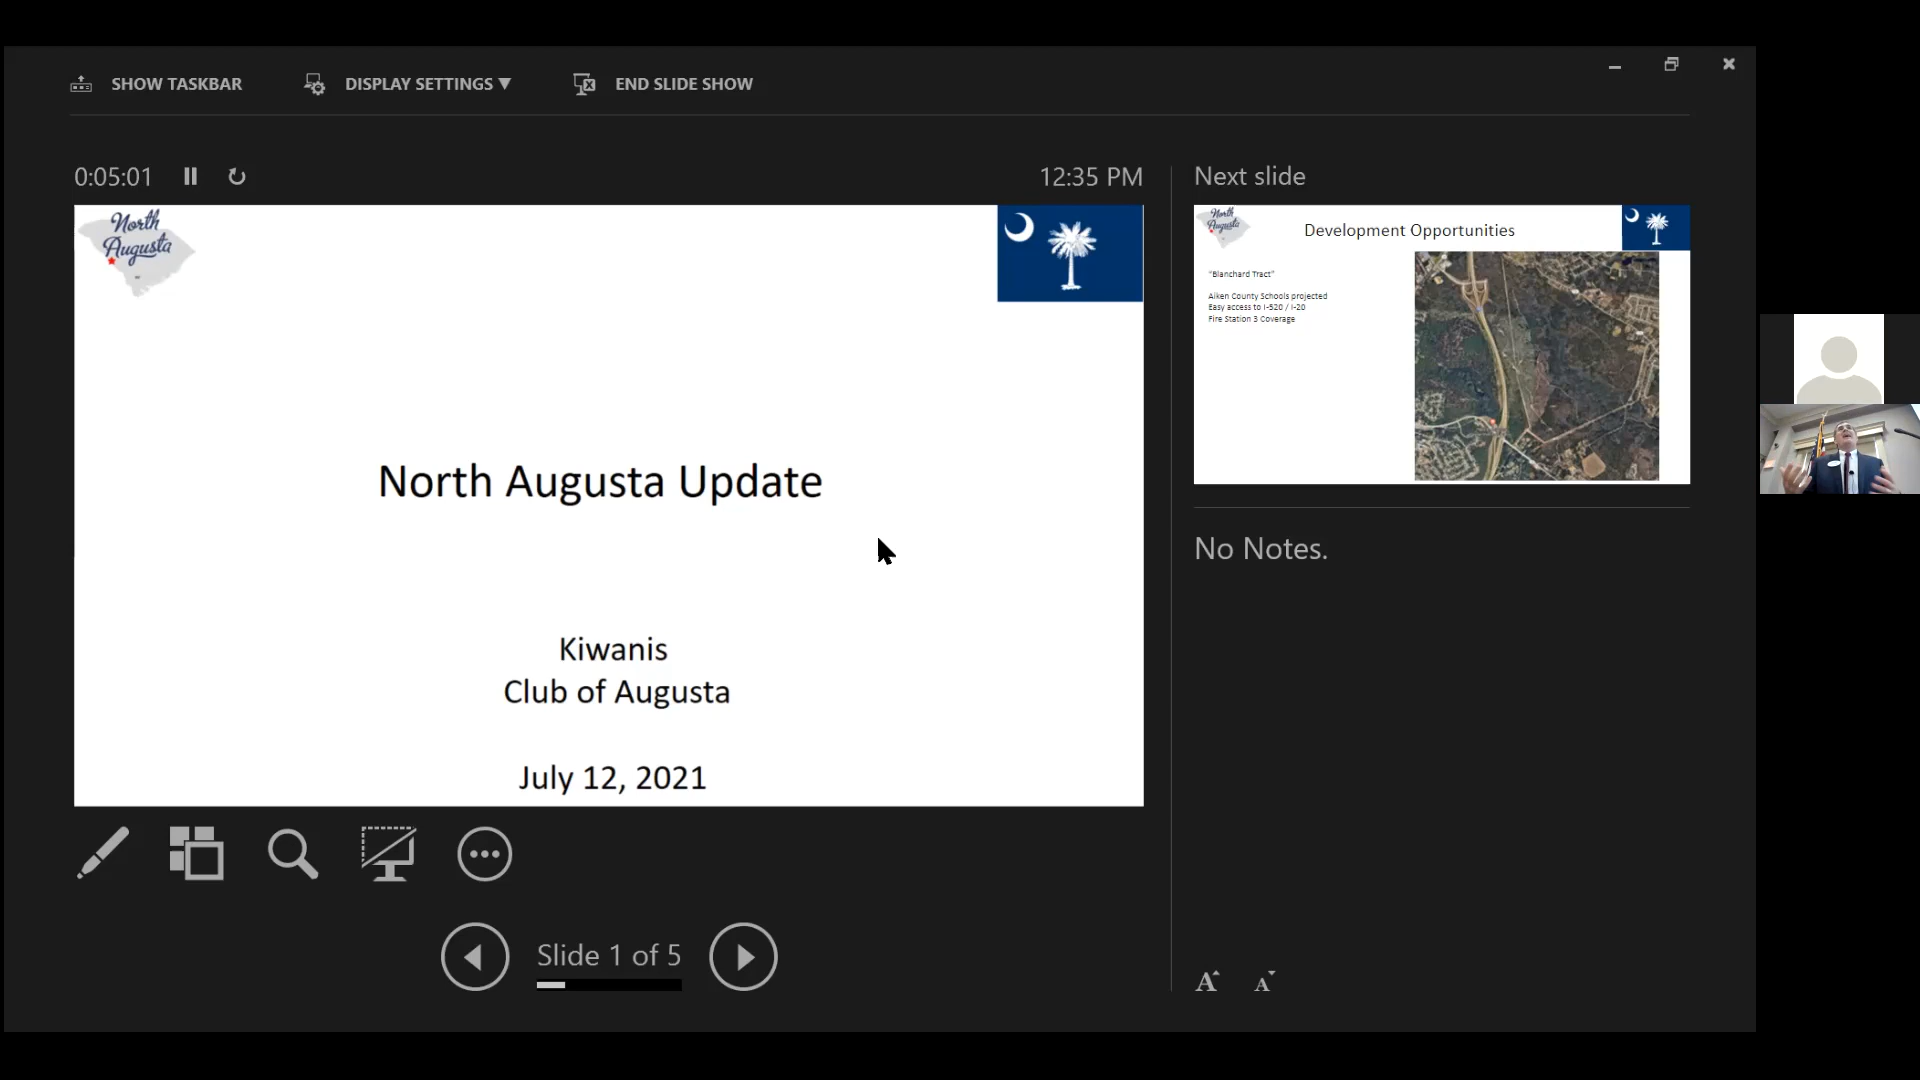 SHOW TASKBAR
DISPLAY SETTINGS ▼
END SLIDE SHOW
0:05:01
12:35 PM
North
Augusta
North Augusta Update
Kiwanis
Club of Augusta
July 12, 2021
Slide 1 of 5
Next slide
North
Augusta
Development Opportunities
"Blanchard Tract"
Aiken County Schools projected
Easy access to I-520 / I-20
Fire Station 3 Coverage
No Notes.
A A